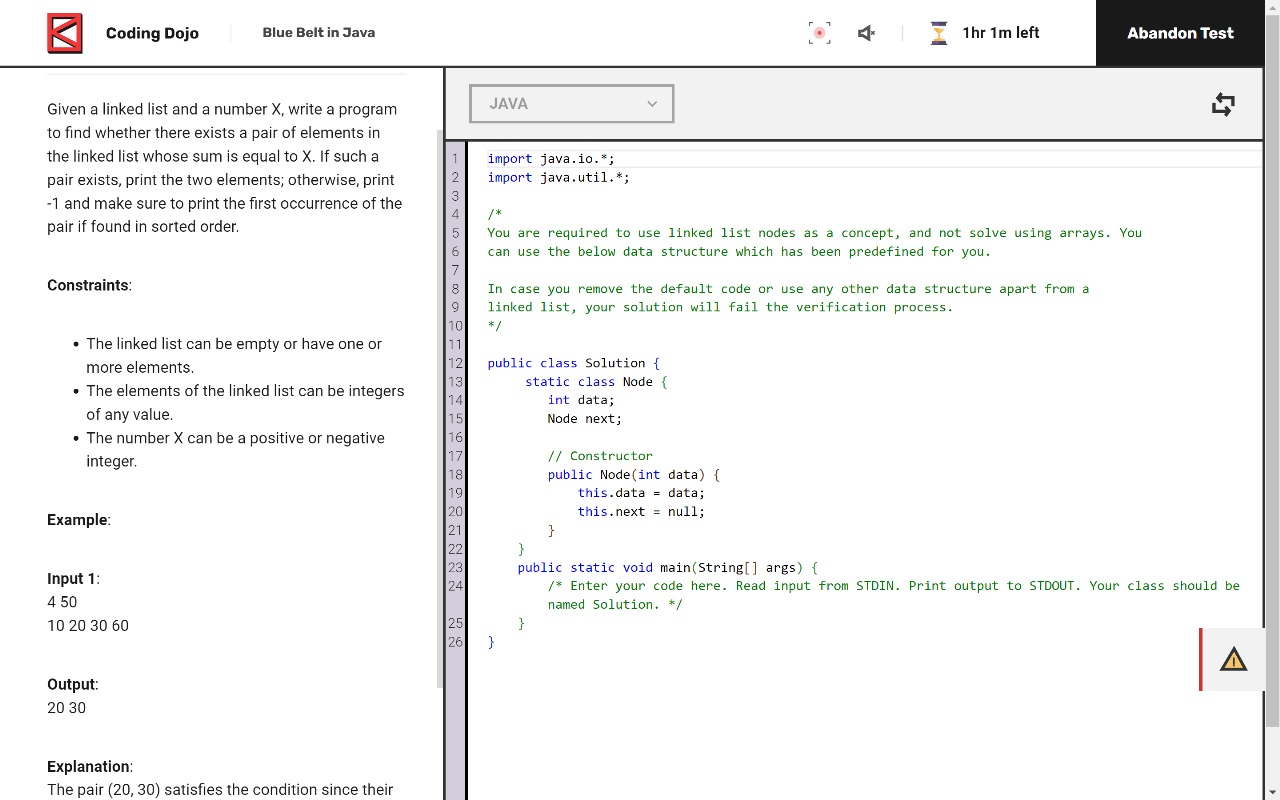 Coding Dojo
Blue Belt in Java
1hr 1m left
Abandon Test
Given a linked list and a number X, write a program
to find whether there exists a pair of elements in
the linked list whose sum is equal to X. If such a
pair exists, print the two elements; otherwise, print
-1 and make sure to print the first occurrence of the
pair if found in sorted order.
Constraints:
• The linked list can be empty or have one or
more elements.
• The elements of the linked list can be integers
of any value.
• The number X can be a positive or negative
integer.
Example:
Input 1:
4 50
10 20 30 60
Output:
20 30
Explanation:
The pair (20, 30) satisfies the condition since their
JAVA
1 import java.io.*;
2 import java.util.*;
3
4 /*
5 You are required to use linked list nodes as a concept, and not solve using arrays. You
6 can use the below data structure which has been predefined for you.
7
8 In case you remove the default code or use any other data structure apart from a
9 linked list, your solution will fail the verification process.
10 */
11
12 public class Solution {
13 static class Node {
14 int data;
15 Node next;
16
17 // Constructor
18 public Node(int data) {
19 this.data = data;
20 this.next = null;
21 }
22 }
23 public static void main(String[] args) {
24 /* Enter your code here. Read input from STDIN. Print output to STDOUT. Your class should be
named Solution. */
25 }
26 }